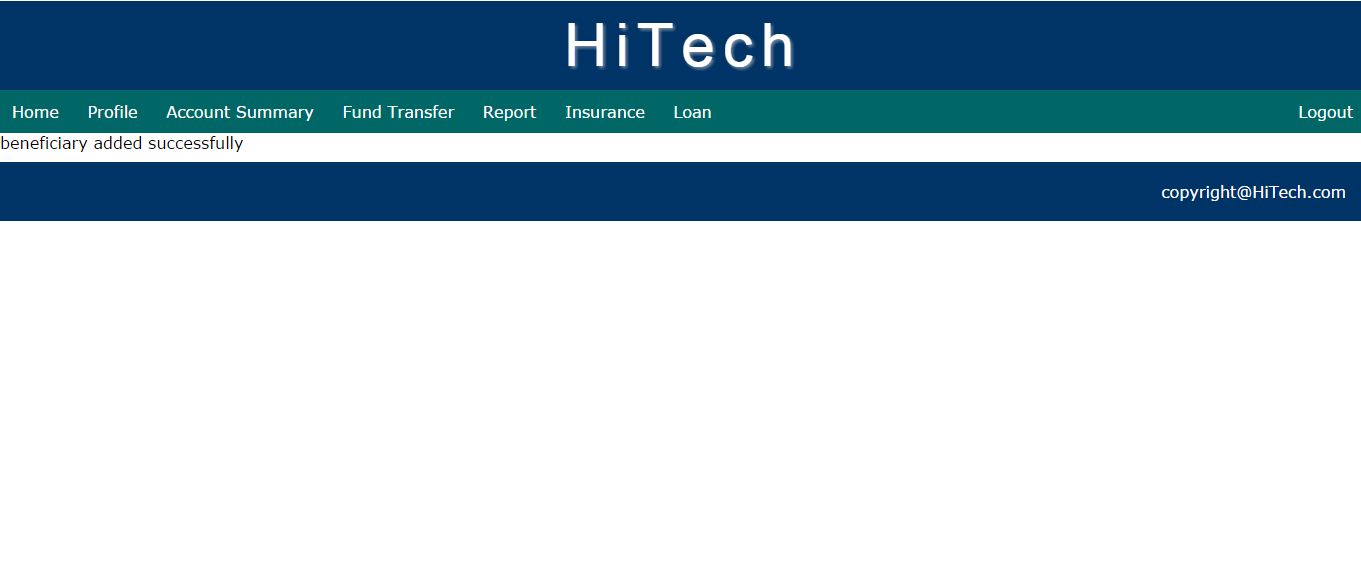 HiTech
Home Profile Account Summary Fund Transfer Report Insurance Loan Logout
beneficiary added successfully
copyright@HiTech.com